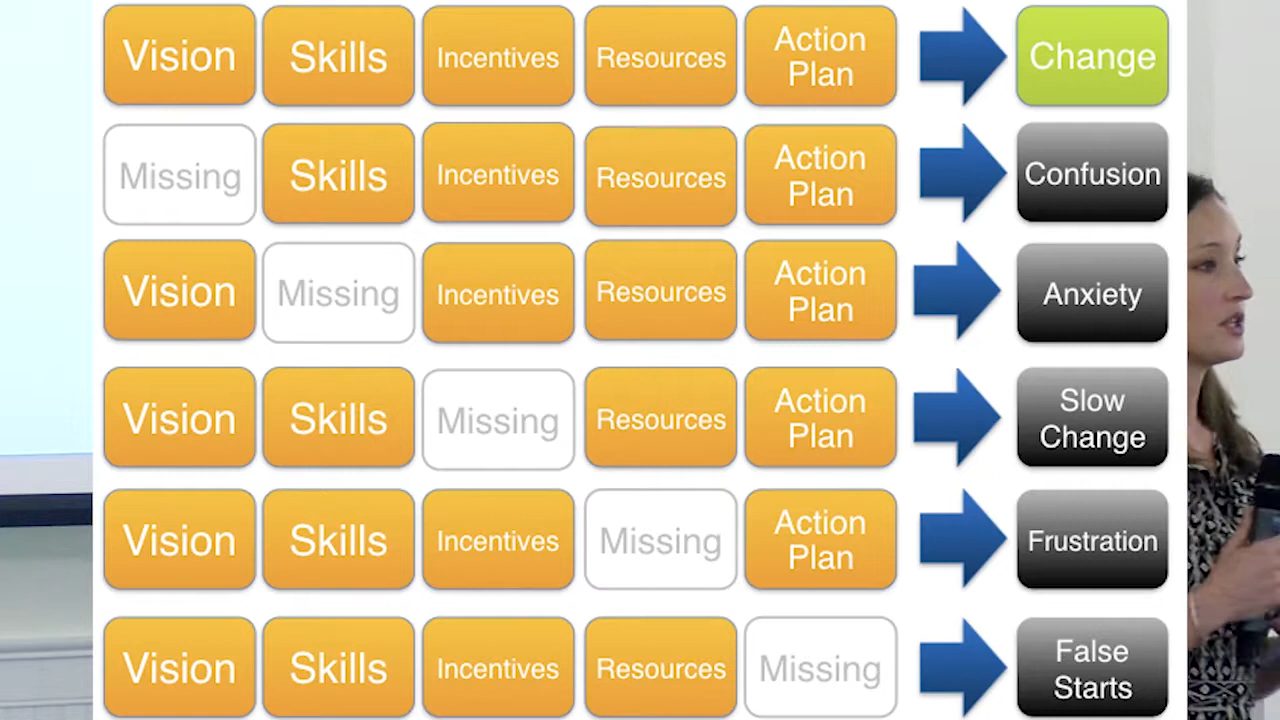 Vision Skills Incentives Resources Action Plan Change
Missing Skills Incentives Resources Action Plan Confusion
Vision Missing Incentives Resources Action Plan Anxiety
Vision Skills Missing Resources Action Plan Slow Change
Vision Skills Incentives Missing Action Plan Frustration
Vision Skills Incentives Resources Missing False Starts